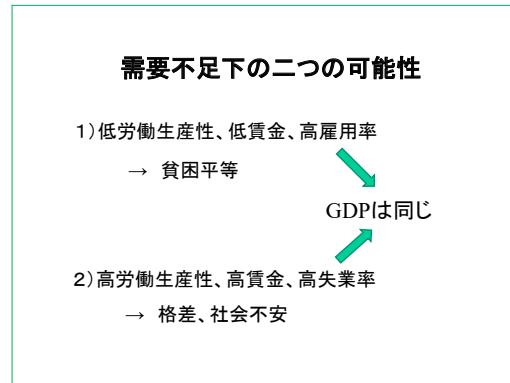 需要不足下の二つの可能性
1)低労働生産性、低賃金、高雇用率
→ 貧困平等
GDPは同じ
2)高労働生産性、高賃金、高失業率
→ 格差、社会不安